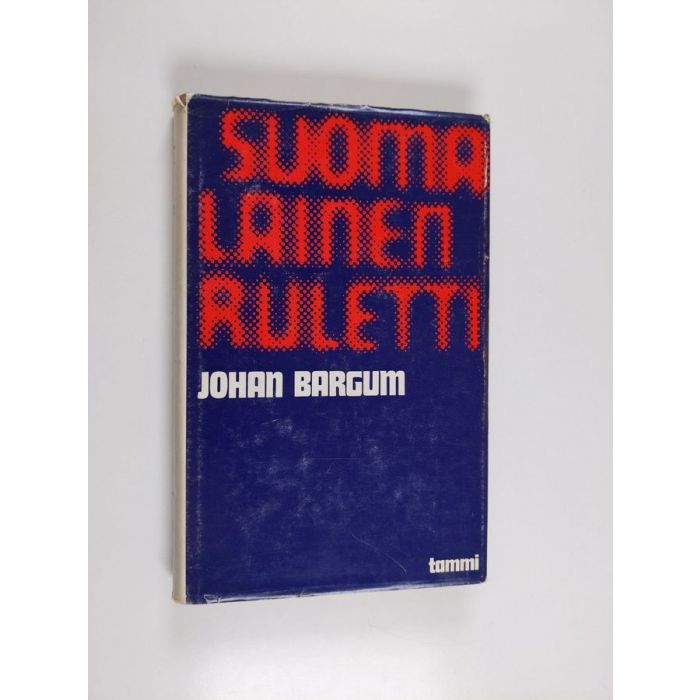 SUOMA
LAINEN
RULETTI
JOHAN BARGUM
tammi